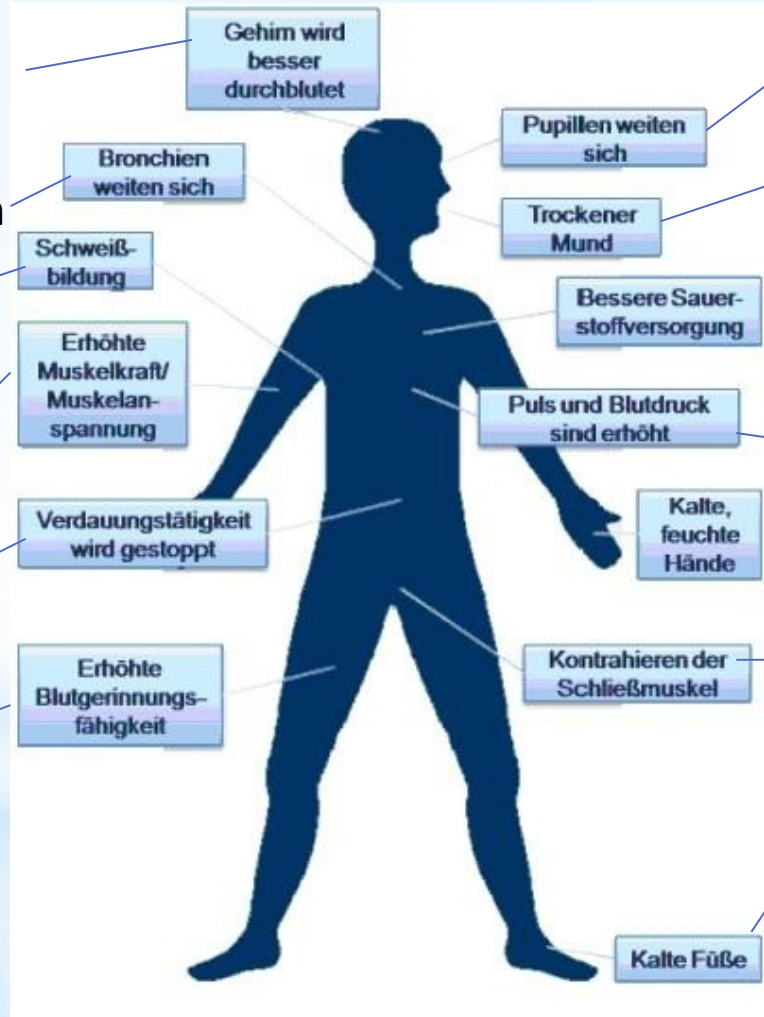 Gehirn wird
besser
durchblutet
Pupillen weiten
sich
Bronchien
weiten sich
Trockener
Mund
Schweiß-
bildung
Bessere Sauer-
stoffversorgung
Erhöhte
Muskelkraft/
Muskelan-
spannung
Puls und Blutdruck
sind erhöht
Verdauungstätigkeit
wird gestoppt
Kalte,
feuchte
Hände
Erhöhte
Blutgerinnungs-
fähigkeit
Kontrahieren der
Schließmuskel
Kalte Füße